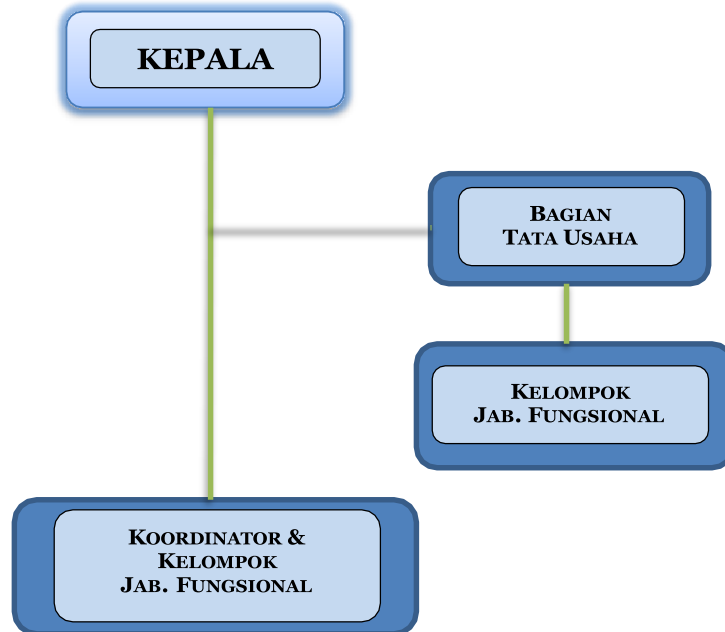 KEPALA
BAGIAN
TATA USAHA
KELOMPOK
JAB. FUNGSIONAL
KOORDINATOR &
KELOMPOK
JAB. FUNGSIONAL